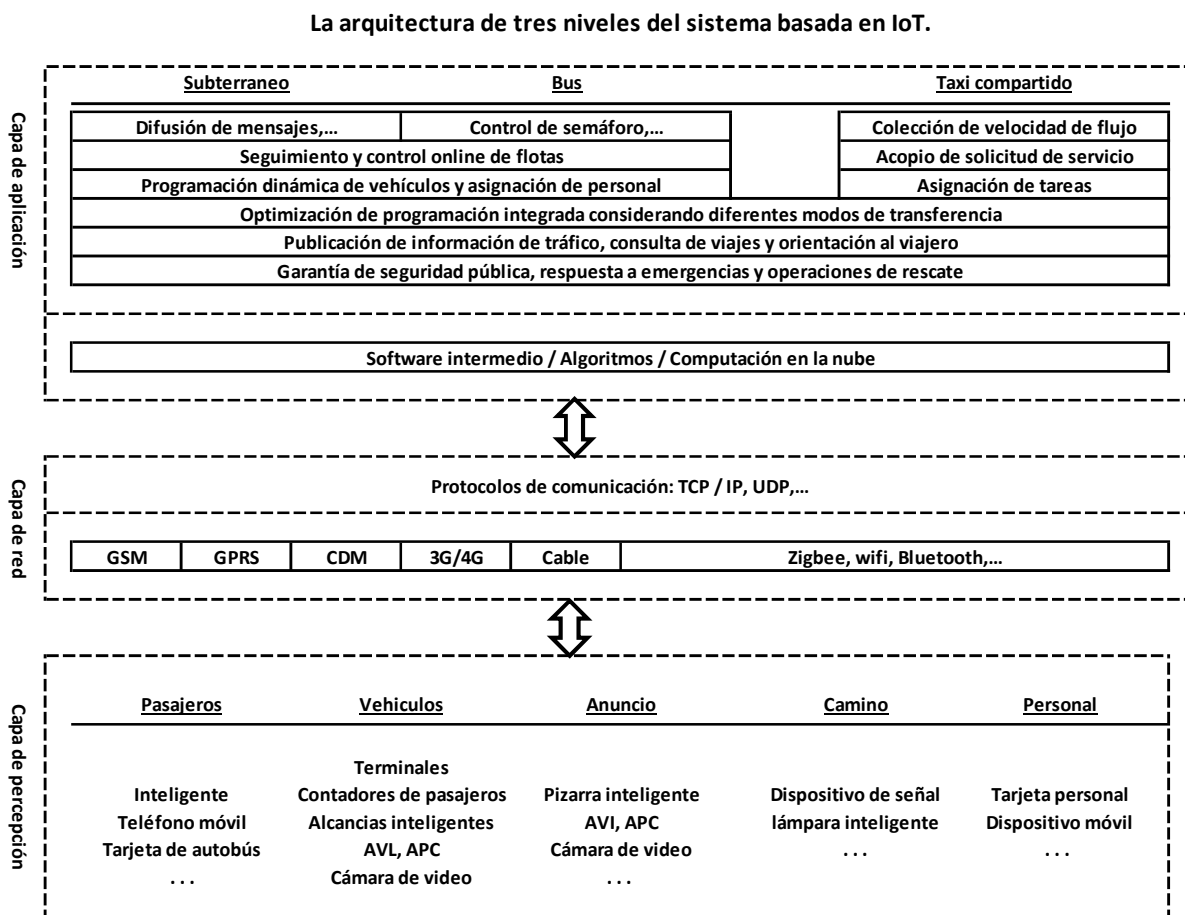 La arquitectura de tres niveles del sistema basada en IoT.
Capa de aplicación
Subterraneo Bus Taxi compartido
Difusión de mensajes,... Control de semáforo,... Colección de velocidad de flujo
Seguimiento y control online de flotas Acopio de solicitud de servicio
Programación dinámica de vehículos y asignación de personal Asignación de tareas
Optimización de programación integrada considerando diferentes modos de transferencia
Publicación de información de tráfico, consulta de viajes y orientación al viajero
Garantía de seguridad pública, respuesta a emergencias y operaciones de rescate
Software intermedio / Algoritmos / Computación en la nube
Capa de red
Protocolos de comunicación: TCP / IP, UDP,...
GSM GPRS CDM 3G/4G Cable Zigbee, wifi, Bluetooth,...
Capa de percepción
Pasajeros Vehiculos Anuncio Camino Personal
Terminales
Inteligente Contadores de pasajeros Pizarra inteligente Dispositivo de señal Tarjeta personal
Teléfono móvil Alcancias inteligentes AVI, APC lámpara inteligente Dispositivo móvil
Tarjeta de autobús AVL, APC Cámara de video . . . . . .
. . . Cámara de video . . .